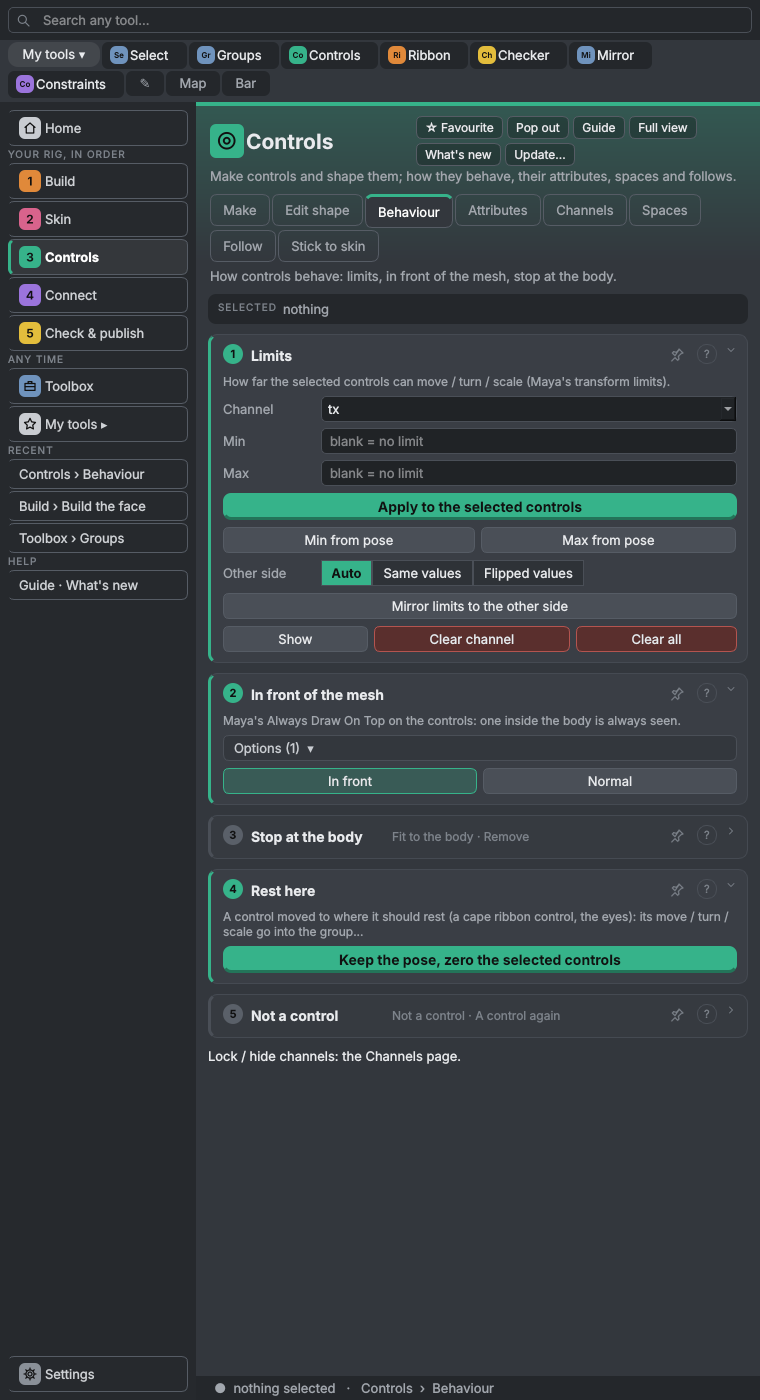 Search any tool...
My tools ▾
Se Select
Gr Groups
Co Controls
Ri Ribbon
Ch Checker
Mi Mirror
Co Constraints
✎
Map
Bar
Home
YOUR RIG, IN ORDER
1 Build
2 Skin
3 Controls
4 Connect
5 Check & publish
ANY TIME
Toolbox
My tools ▸
RECENT
Controls › Behaviour
Build › Build the face
Toolbox › Groups
HELP
Guide · What's new
Settings
Controls
☆ Favourite
Pop out
Guide
Full view
What's new
Update...
Make controls and shape them; how they behave, their attributes, spaces and follows.
Make
Edit shape
Behaviour
Attributes
Channels
Spaces
Follow
Stick to skin
How controls behave: limits, in front of the mesh, stop at the body.
SELECTED nothing
1 Limits ?
How far the selected controls can move / turn / scale (Maya's transform limits).
Channel tx
Min blank = no limit
Max blank = no limit
Apply to the selected controls
Min from pose
Max from pose
Other side Auto Same values Flipped values
Mirror limits to the other side
Show
Clear channel
Clear all
2 In front of the mesh ?
Maya's Always Draw On Top on the controls: one inside the body is always seen.
Options (1) ▾
In front
Normal
3 Stop at the body Fit to the body · Remove ?
4 Rest here ?
A control moved to where it should rest (a cape ribbon control, the eyes): its move / turn /
scale go into the group...
Keep the pose, zero the selected controls
5 Not a control Not a control · A control again ?
Lock / hide channels: the Channels page.
nothing selected · Controls › Behaviour